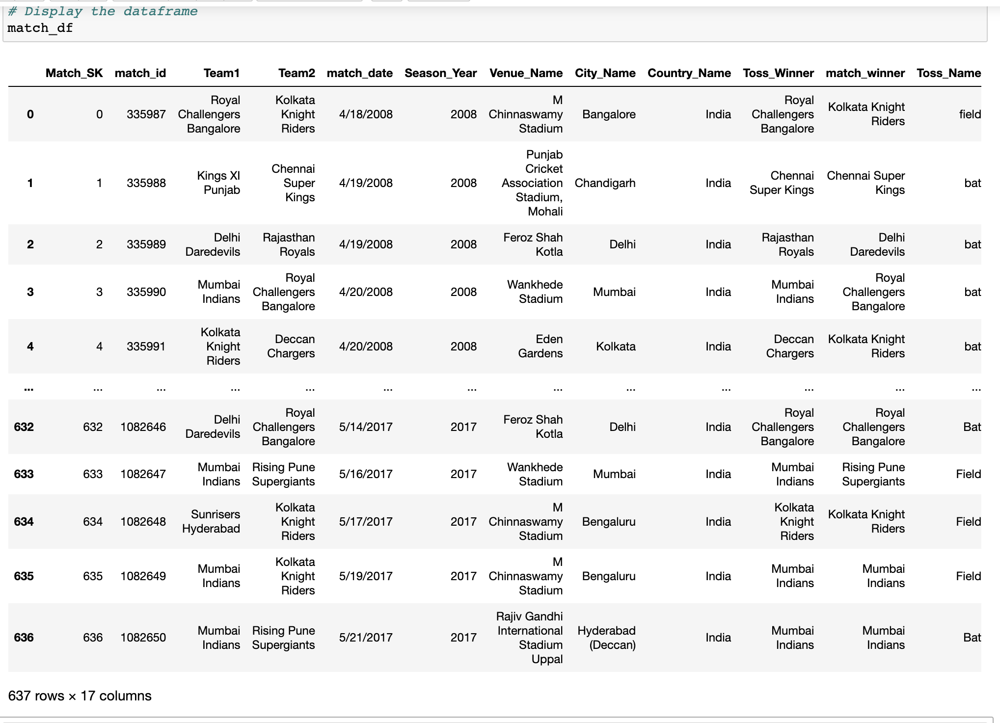 # Display the dataframe
match_df
Match_SK match_id Team1 Team2 match_date Season_Year Venue_Name City_Name Country_Name Toss_Winner match_winner Toss_Name
0 0 335987 Royal Challengers Bangalore Kolkata Knight Riders 4/18/2008 2008 M Chinnaswamy Stadium Bangalore India Royal Challengers Bangalore Kolkata Knight Riders field
1 1 335988 Kings XI Punjab Chennai Super Kings 4/19/2008 2008 Punjab Cricket Association Stadium, Mohali Chandigarh India Chennai Super Kings Chennai Super Kings bat
2 2 335989 Delhi Daredevils Rajasthan Royals 4/19/2008 2008 Feroz Shah Kotla Delhi India Rajasthan Royals Delhi Daredevils bat
3 3 335990 Mumbai Indians Royal Challengers Bangalore 4/20/2008 2008 Wankhede Stadium Mumbai India Mumbai Indians Royal Challengers Bangalore bat
4 4 335991 Kolkata Knight Riders Deccan Chargers 4/20/2008 2008 Eden Gardens Kolkata India Deccan Chargers Kolkata Knight Riders bat
... ... ... ... ... ... ... ... ... ... ... ... ...
632 632 1082646 Delhi Daredevils Royal Challengers Bangalore 5/14/2017 2017 Feroz Shah Kotla Delhi India Royal Challengers Bangalore Royal Challengers Bangalore Bat
633 633 1082647 Mumbai Indians Rising Pune Supergiants 5/16/2017 2017 Wankhede Stadium Mumbai India Mumbai Indians Rising Pune Supergiants Field
634 634 1082648 Sunrisers Hyderabad Kolkata Knight Riders 5/17/2017 2017 M Chinnaswamy Stadium Bengaluru India Kolkata Knight Riders Kolkata Knight Riders Field
635 635 1082649 Mumbai Indians Kolkata Knight Riders 5/19/2017 2017 M Chinnaswamy Stadium Bengaluru India Mumbai Indians Mumbai Indians Field
636 636 1082650 Mumbai Indians Rising Pune Supergiants 5/21/2017 2017 Rajiv Gandhi International Stadium Uppal Hyderabad (Deccan) India Mumbai Indians Mumbai Indians Bat
637 rows × 17 columns